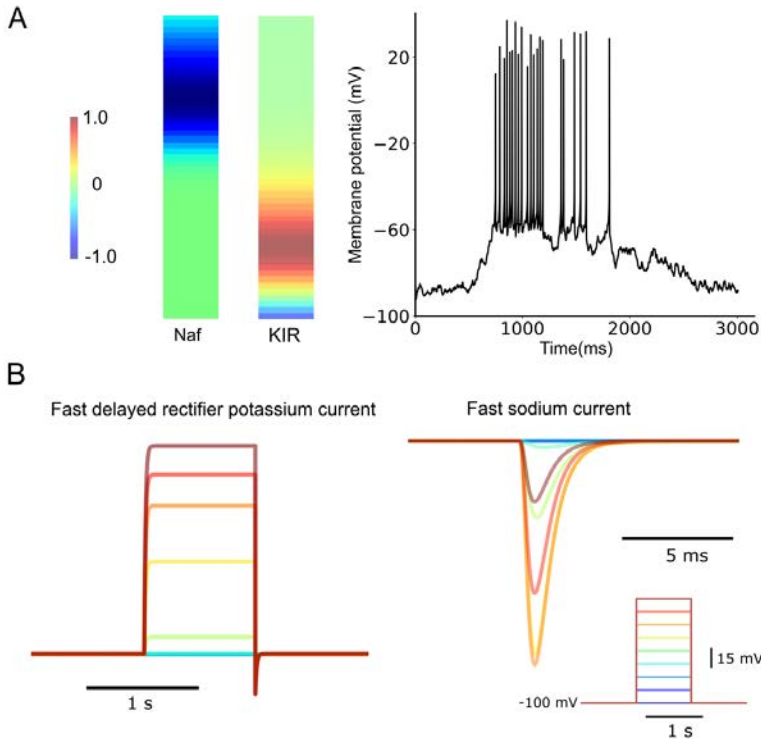 A
1.0
0
-1.0
Naf
KIR
Membrane potential (mV)
20
−20
−60
−100
0
1000
2000
3000
Time(ms)
B
Fast delayed rectifier potassium current
1 s
Fast sodium current
5 ms
15 mV
-100 mV
1 s